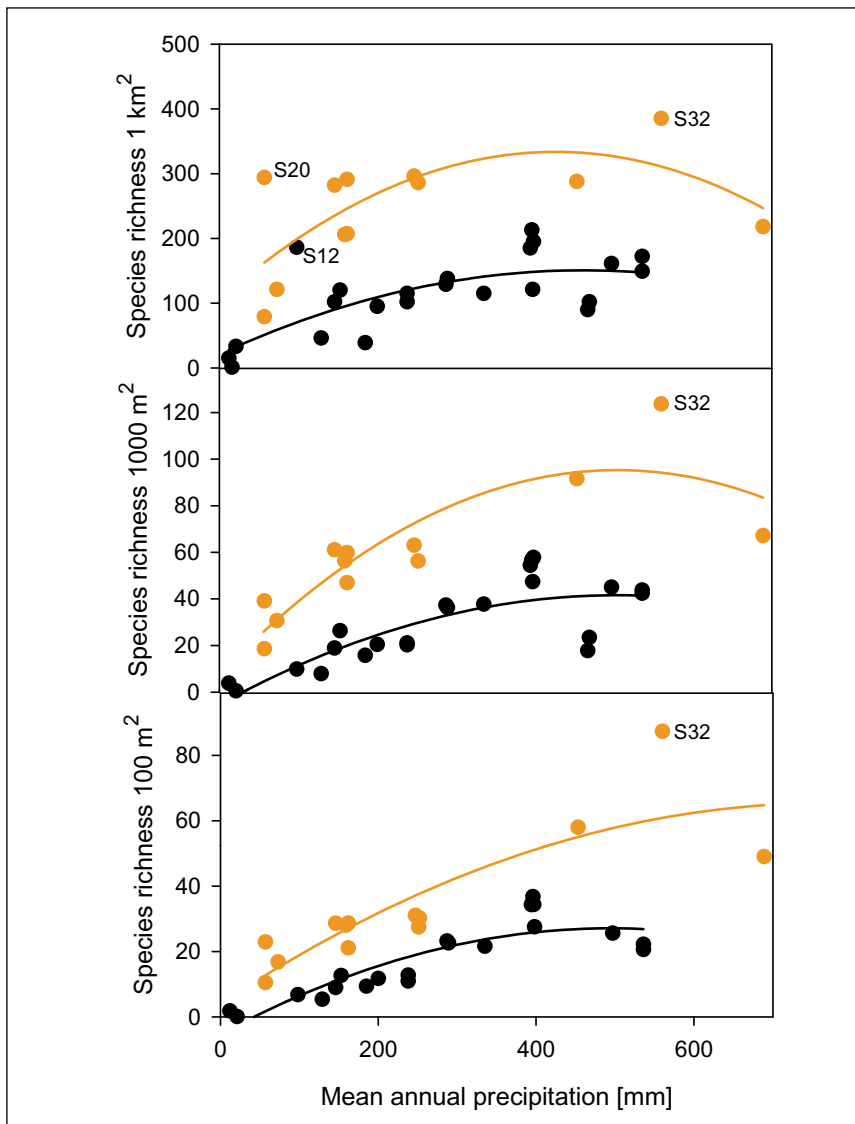 500
400
300
200
100
0
Species richness 1 km²
S32
S20
S12
120
100
80
60
40
20
0
Species richness 1000 m²
S32
80
60
40
20
0
Species richness 100 m²
S32
0 200 400 600
Mean annual precipitation [mm]